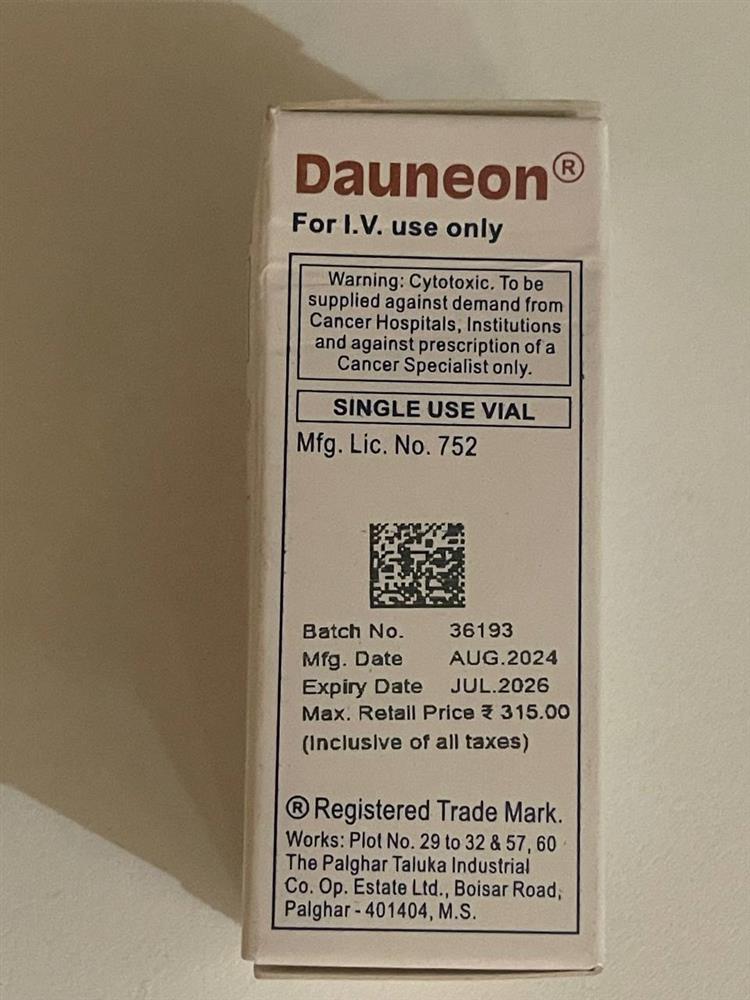 Dauneon®
For I.V. use only
Warning: Cytotoxic. To be
supplied against demand from
Cancer Hospitals, Institutions
and against prescription of a
Cancer Specialist only.
SINGLE USE VIAL
Mfg. Lic. No. 752
Batch No. 36193
Mfg. Date AUG.2024
Expiry Date JUL.2026
Max. Retail Price ₹ 315.00
(Inclusive of all taxes)
® Registered Trade Mark.
Works: Plot No. 29 to 32 & 57, 60
The Palghar Taluka Industrial
Co. Op. Estate Ltd., Boisar Road,
Palghar - 401404, M.S.